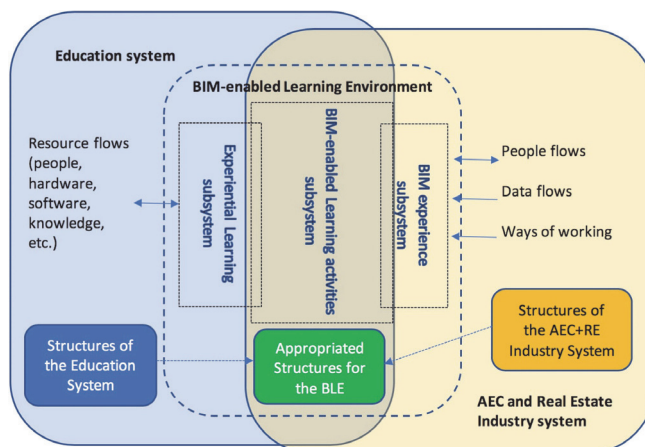 Education system
BIM-enabled Learning Environment
Resource flows
(people,
hardware,
software,
knowledge,
etc.)
Experiential Learning
subsystem
BIM-enabled Learning activities
subsystem
BIM experience
subsystem
People flows
Data flows
Ways of working
Structures of
the Education
System
Appropriated
Structures for
the BLE
Structures of
the AEC+RE
Industry System
AEC and Real Estate
Industry system